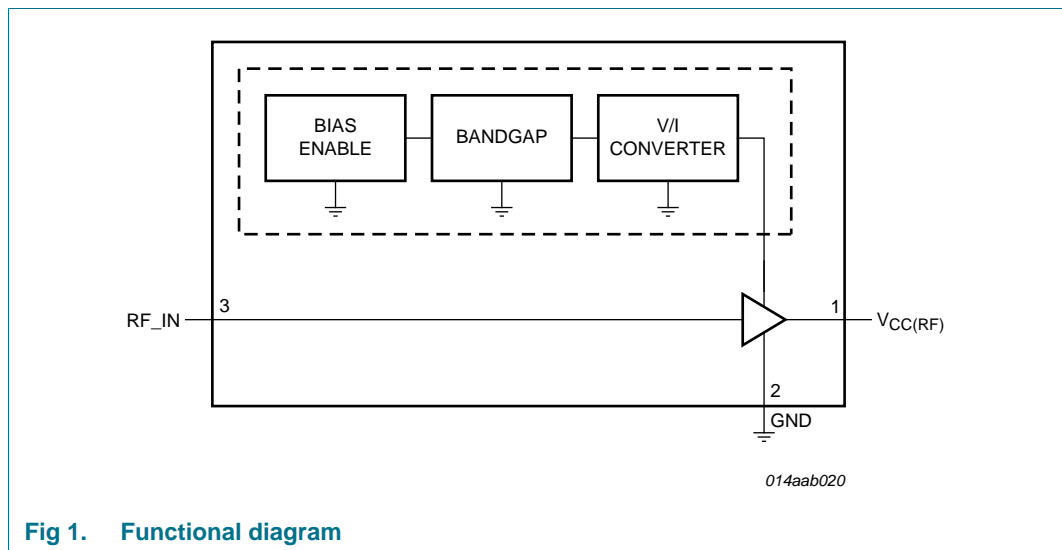 BIAS
ENABLE
BANDGAP
V/I
CONVERTER
RF_IN
3
1
VCC(RF)
2
GND
014aab020
Fig 1. Functional diagram